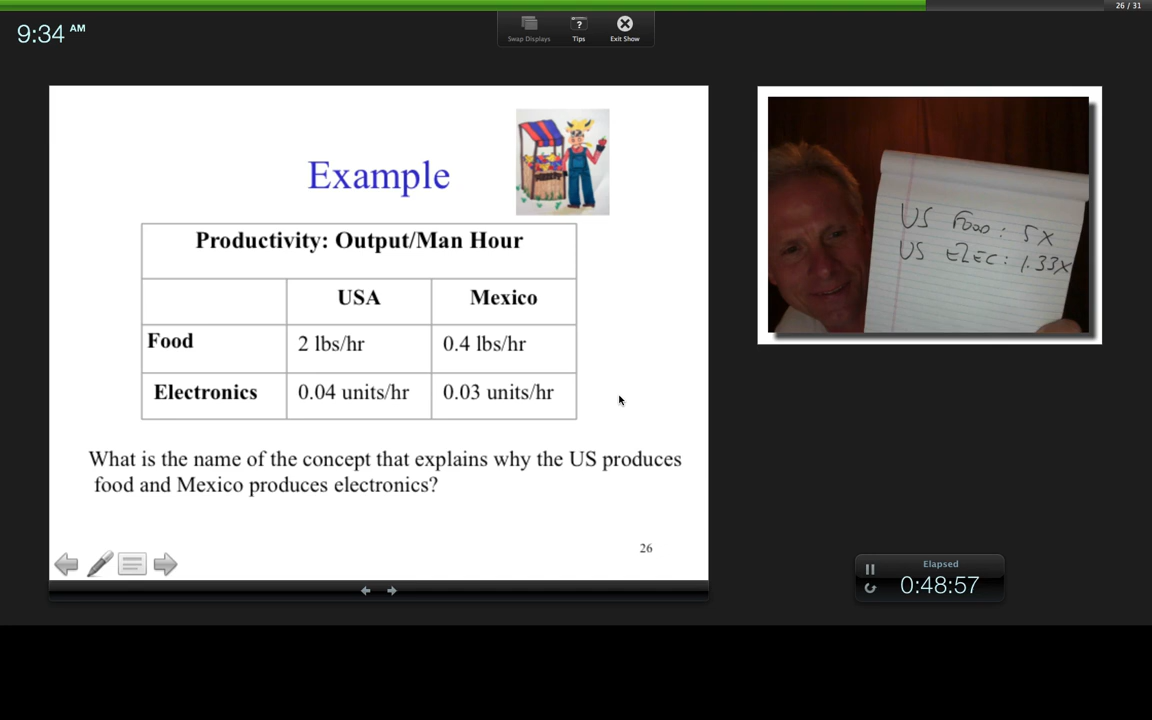 26 / 31
9:34 AM
Swap Displays
Tips
Exit Show
Example
Productivity: Output/Man Hour
USA Mexico
Food 2 lbs/hr 0.4 lbs/hr
Electronics 0.04 units/hr 0.03 units/hr
What is the name of the concept that explains why the US produces
food and Mexico produces electronics?
26
US FOOD: 5X
US ELEC: 1.33X
Elapsed
0:48:57